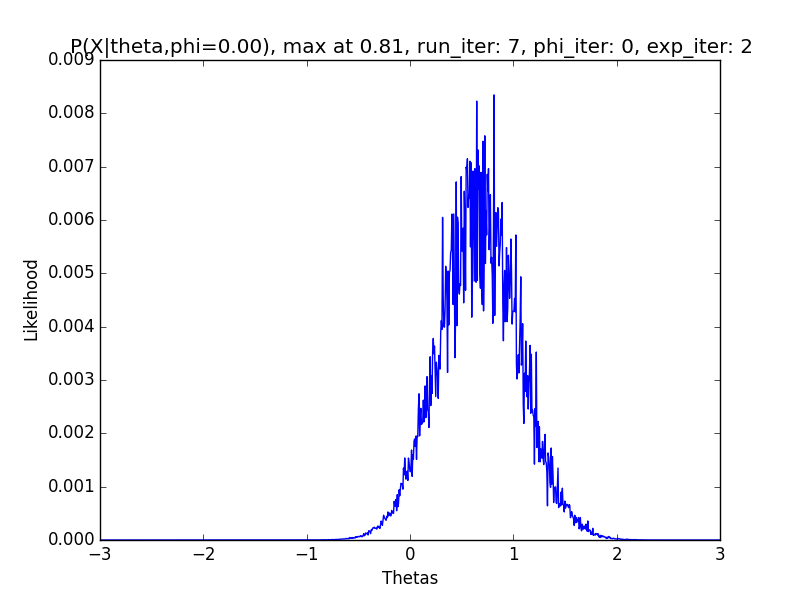 P(X|theta,phi=0.00), max at 0.81, run_iter: 7, phi_iter: 0, exp_iter: 2
0.009
0.008
0.007
0.006
0.005
0.004
0.003
0.002
0.001
0.000
Likelihood
−3 −2 −1 0 1 2 3
Thetas